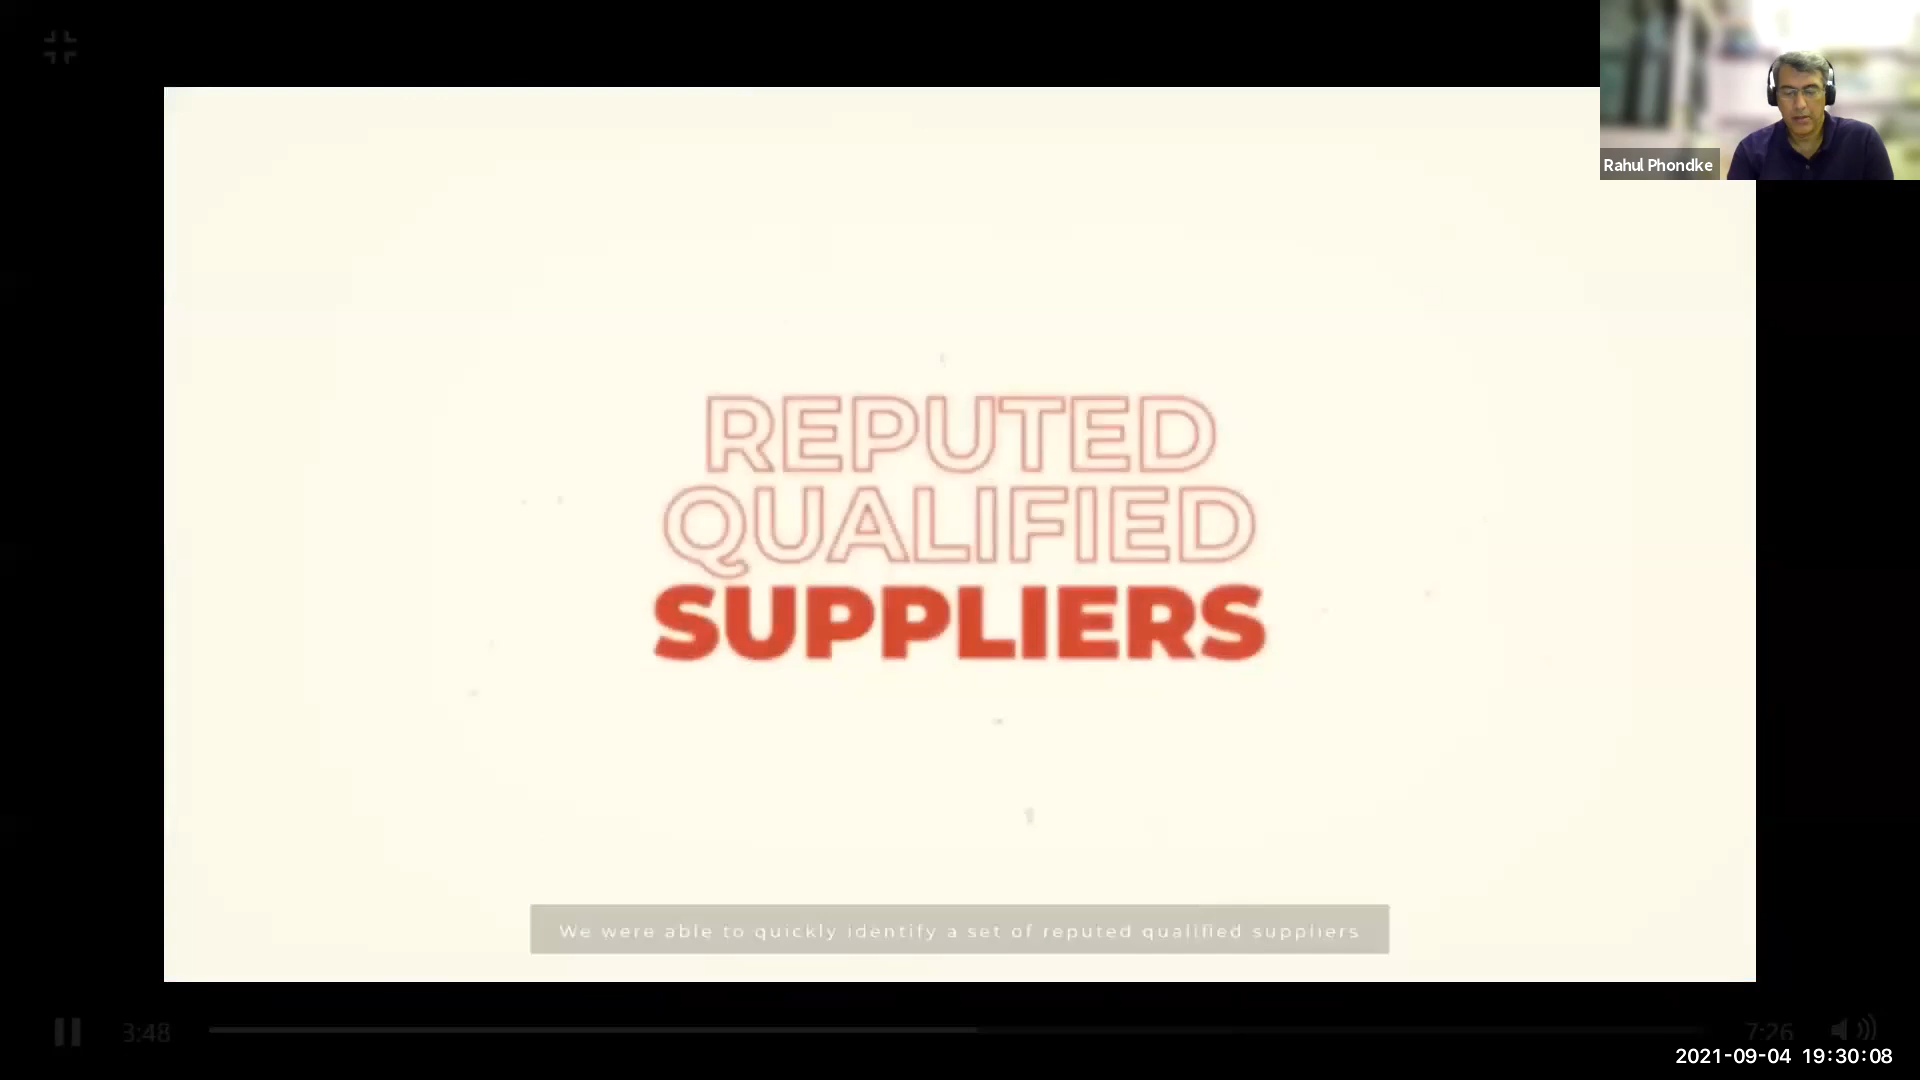 Rahul Phondke
REPUTED
QUALIFIED
SUPPLIERS
We were able to quickly identify a set of reputed qualified suppliers
3:48
7:26
2021-09-04 19:30:08